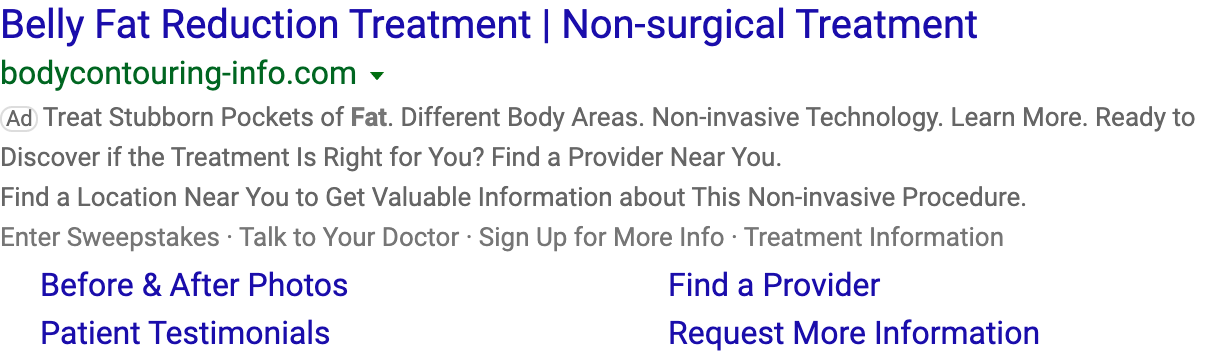 Belly Fat Reduction Treatment | Non-surgical Treatment
bodycontouring-info.com
Ad Treat Stubborn Pockets of Fat. Different Body Areas. Non-invasive Technology. Learn More. Ready to
Discover if the Treatment Is Right for You? Find a Provider Near You.
Find a Location Near You to Get Valuable Information about This Non-invasive Procedure.
Enter Sweepstakes · Talk to Your Doctor · Sign Up for More Info · Treatment Information
Before & After Photos Find a Provider
Patient Testimonials Request More Information